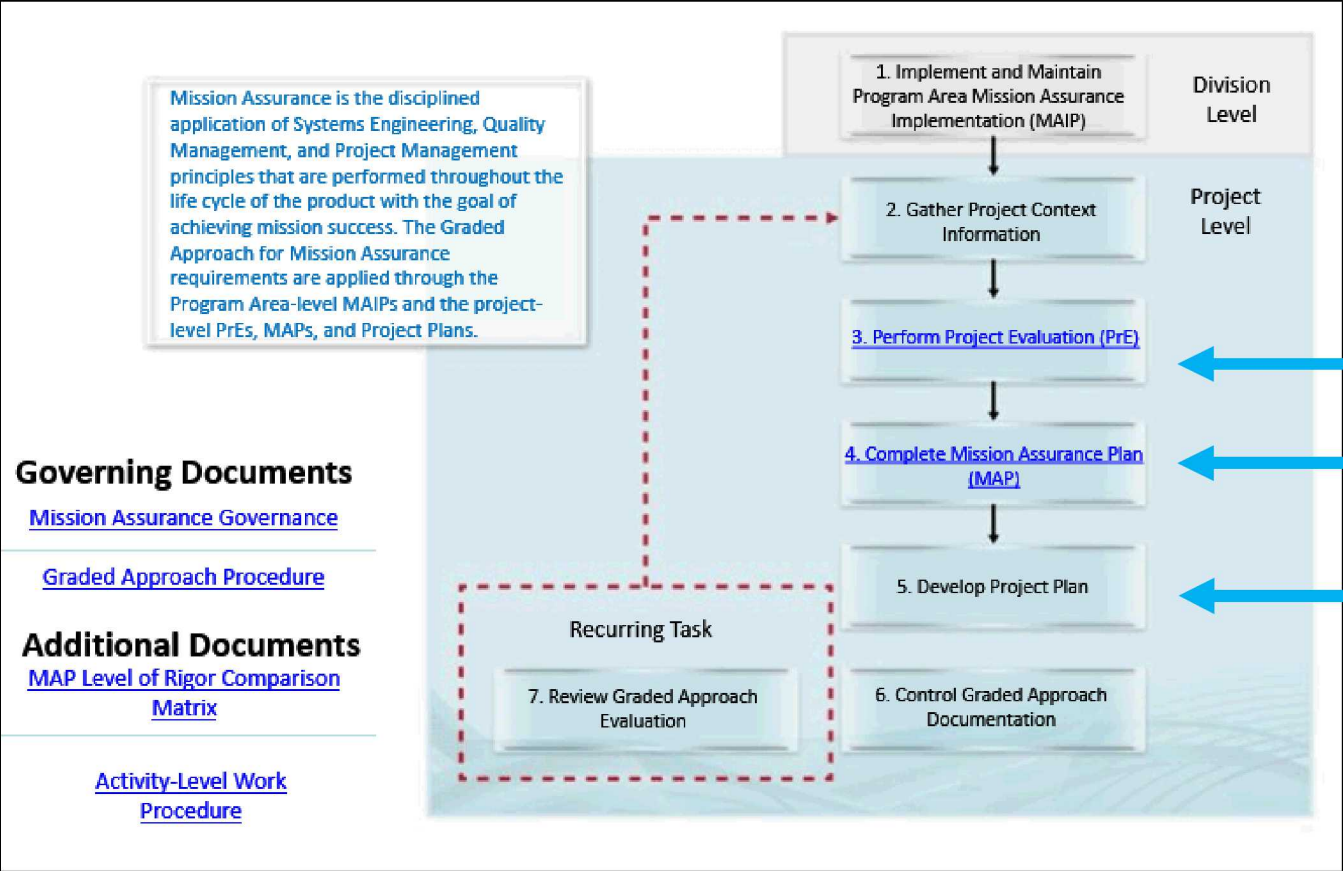 Mission Assurance is the disciplined
application of Systems Engineering, Quality
Management, and Project Management
principles that are performed throughout the
life cycle of the product with the goal of
achieving mission success. The Graded
Approach for Mission Assurance
requirements are applied through the
Program Area-level MAIPs and the project-
level PrEs, MAPs, and Project Plans.
1. Implement and Maintain
Program Area Mission Assurance
Implementation (MAIP)
Division
Level
2. Gather Project Context
Information
Project
Level
3. Perform Project Evaluation (PrE)
4. Complete Mission Assurance Plan
(MAP)
5. Develop Project Plan
6. Control Graded Approach
Documentation
Recurring Task
7. Review Graded Approach
Evaluation
Governing Documents
Mission Assurance Governance
Graded Approach Procedure
Additional Documents
MAP Level of Rigor Comparison
Matrix
Activity-Level Work
Procedure